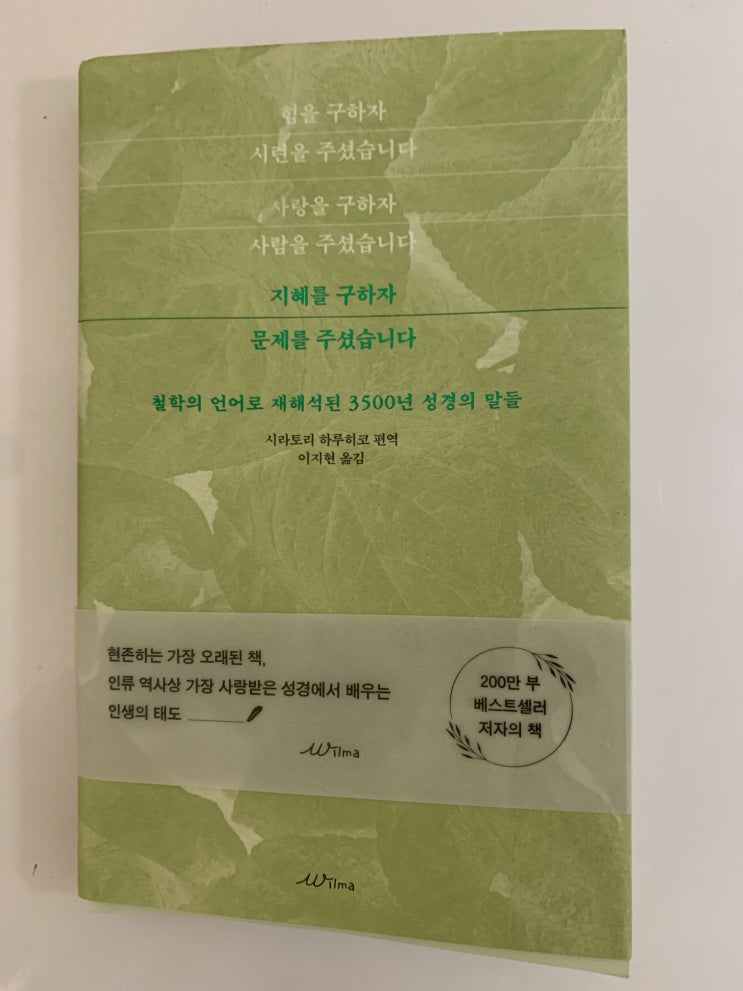 힘을 구하자
시련을 주셨습니다
사랑을 구하자
사람을 주셨습니다
지혜를 구하자
문제를 주셨습니다
철학의 언어로 재해석된 3500년 성경의 말들
시라토리 하루히코 편역
이지현 옮김
현존하는 가장 오래된 책,
인류 역사상 가장 사랑받은 성경에서 배우는
인생의 태도
200만 부
베스트셀러
저자의 책
wilma
wilma